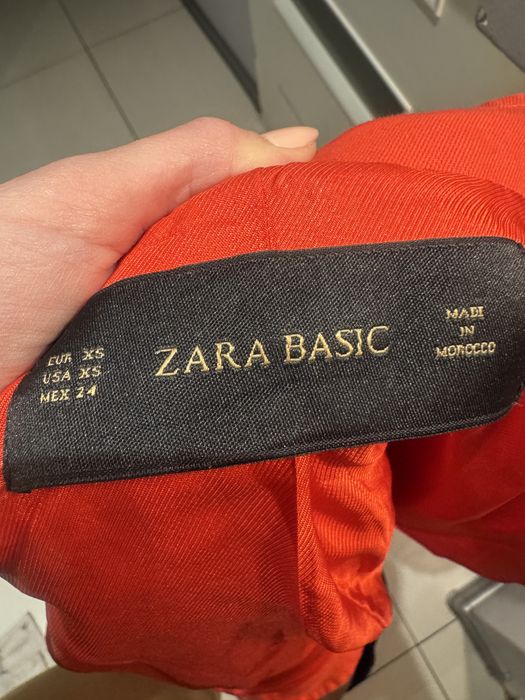 EUR XS
USA XS
MEX 24
ZARA BASIC
MADE
IN
MOROCCO